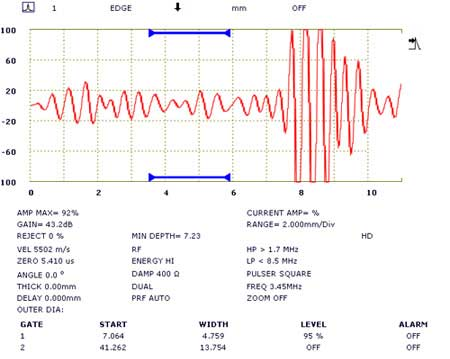 1 EDGE mm OFF
100
60
20
-20
-60
100
0 2 4 6 8 10
AMP MAX= 92% CURRENT AMP= %
GAIN= 43.2dB RANGE= 2.000mm/Div
REJECT 0 % MIN DEPTH= 7.23 HD
VEL 5502 m/s RF HP > 1.7 MHz
ZERO 5.410 us ENERGY HI LP < 8.5 MHz
ANGLE 0.0 ° DAMP 400 Ω PULSER SQUARE
THICK 0.00mm DUAL FREQ 3.45MHz
DELAY 0.000mm PRF AUTO ZOOM OFF
OUTER DIA:
GATE START WIDTH LEVEL ALARM
1 7.064 4.759 95 % OFF
2 41.262 13.754 OFF OFF